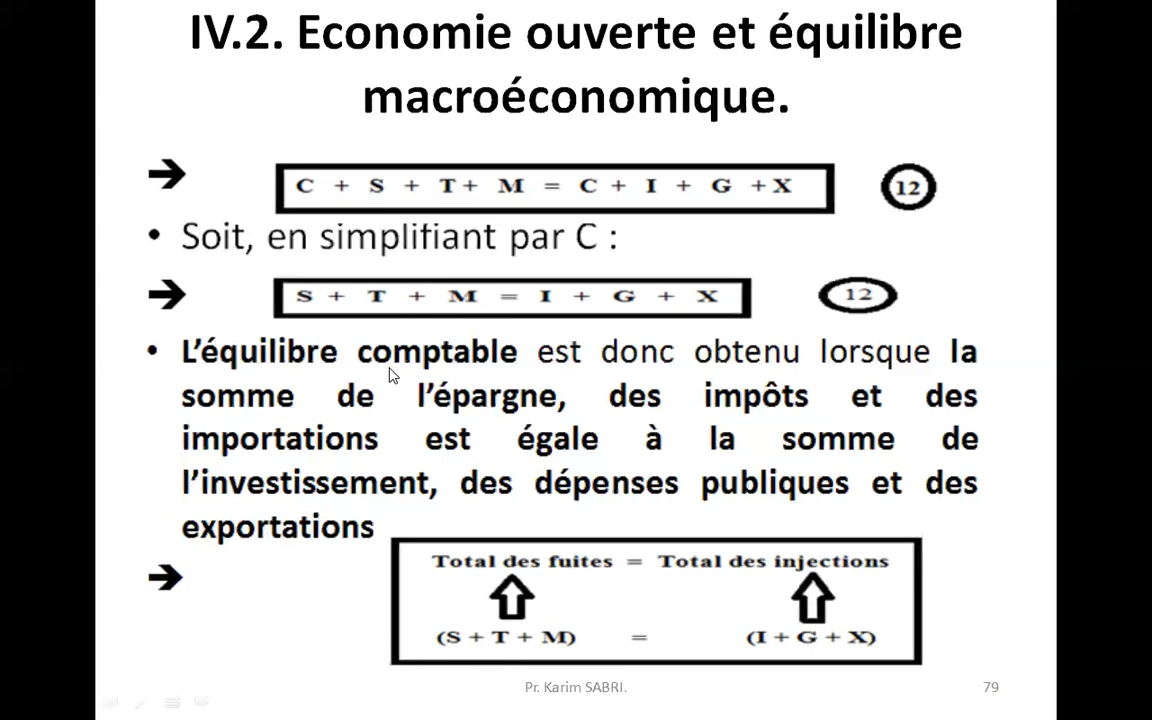 IV.2. Economie ouverte et équilibre
macroéconomique.
➔ C + S + T+ M = C + I + G +X 12
• Soit, en simplifiant par C :
➔ S + T + M = I + G + X 12
• L’équilibre comptable est donc obtenu lorsque la
somme de l’épargne, des impôts et des
importations est égale à la somme de
l’investissement, des dépenses publiques et des
exportations
➔ Total des fuites = Total des injections
(S + T + M) = (I + G + X)
Pr. Karim SABRI. 79